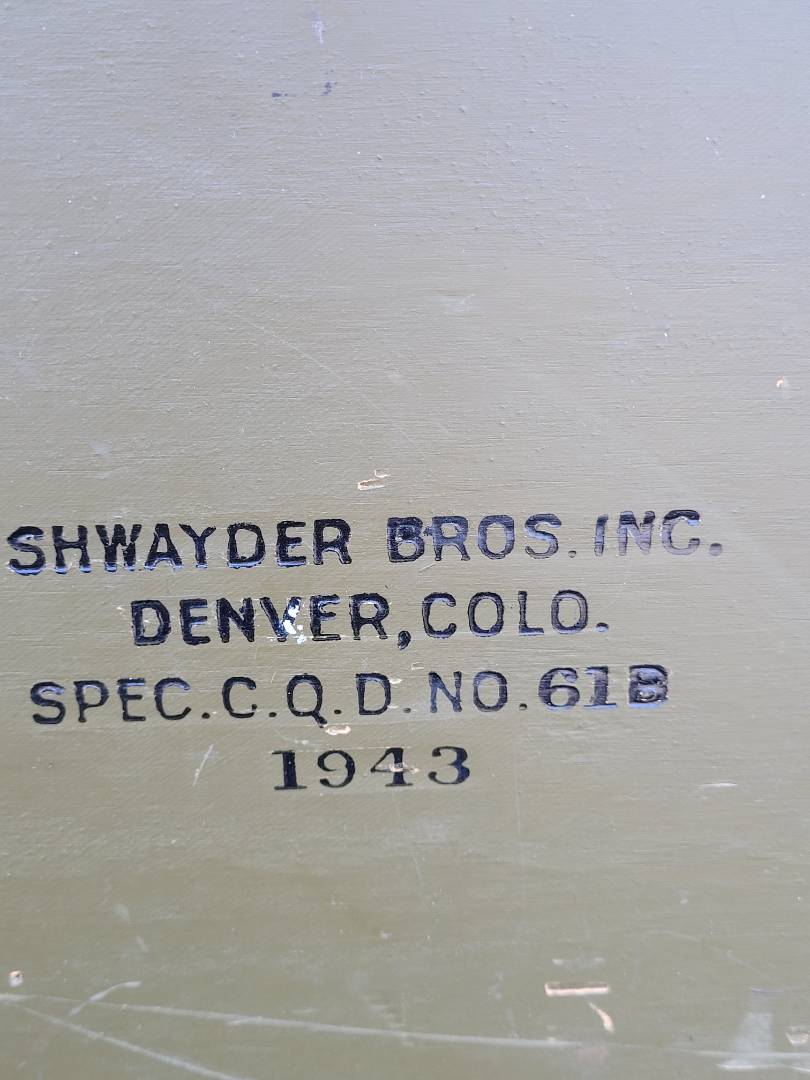 SHWAYDER BROS. INC.
DENVER, COLO.
SPEC. C. Q. D. NO. 61B
1943